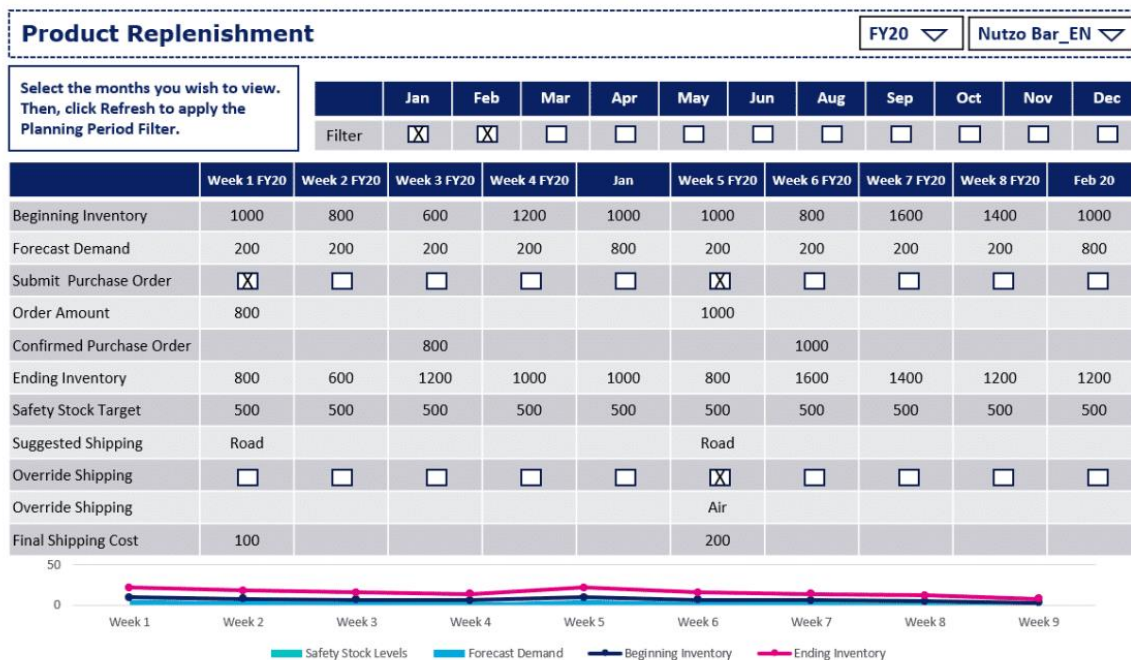 Product Replenishment
FY20
Nutzo Bar_EN
Select the months you wish to view.
Then, click Refresh to apply the
Planning Period Filter.
Jan Feb Mar Apr May Jun Aug Sep Oct Nov Dec
Filter X X
Week 1 FY20 Week 2 FY20 Week 3 FY20 Week 4 FY20 Jan Week 5 FY20 Week 6 FY20 Week 7 FY20 Week 8 FY20 Feb 20
Beginning Inventory 1000 800 600 1200 1000 1000 800 1600 1400 1000
Forecast Demand 200 200 200 200 800 200 200 200 200 800
Submit Purchase Order X X
Order Amount 800 1000
Confirmed Purchase Order 800 1000
Ending Inventory 800 600 1200 1000 1000 800 1600 1400 1200 1200
Safety Stock Target 500 500 500 500 500 500 500 500 500 500
Suggested Shipping Road Road
Override Shipping X
Override Shipping Air
Final Shipping Cost 100 200
50
0
Week 1 Week 2 Week 3 Week 4 Week 5 Week 6 Week 7 Week 8 Week 9
Safety Stock Levels Forecast Demand Beginning Inventory Ending Inventory